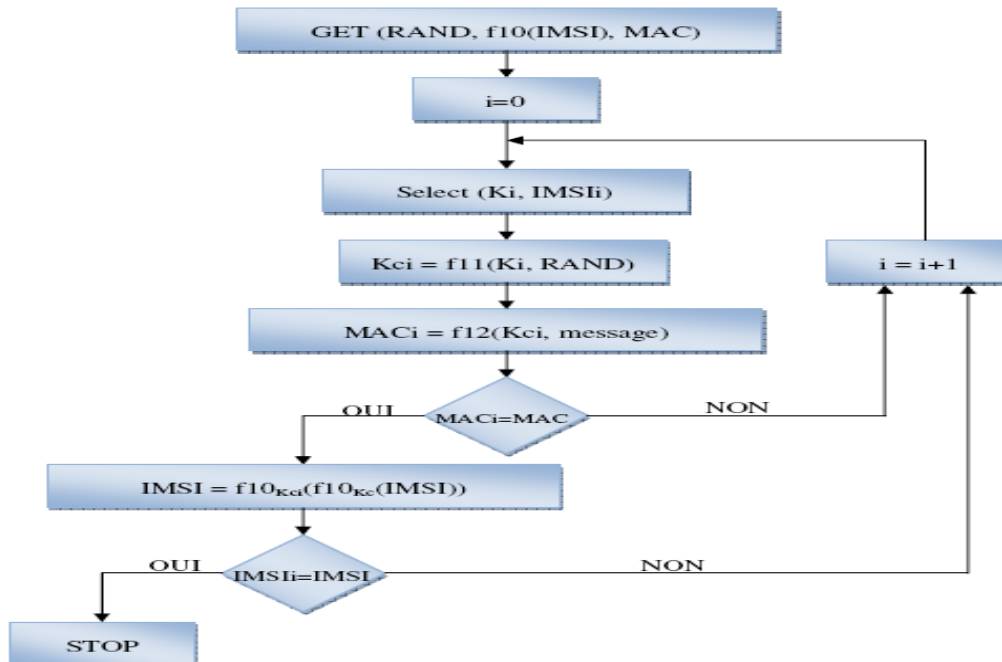 GET (RAND, f10(IMSI), MAC)
i=0
Select (Ki, IMSIi)
Kci = f11(Ki, RAND)
i = i+1
MACi = f12(Kci, message)
OUI
MACi=MAC
NON
IMSI = f10Kci(f10Kc(IMSI))
OUI
IMSIi=IMSI
NON
STOP